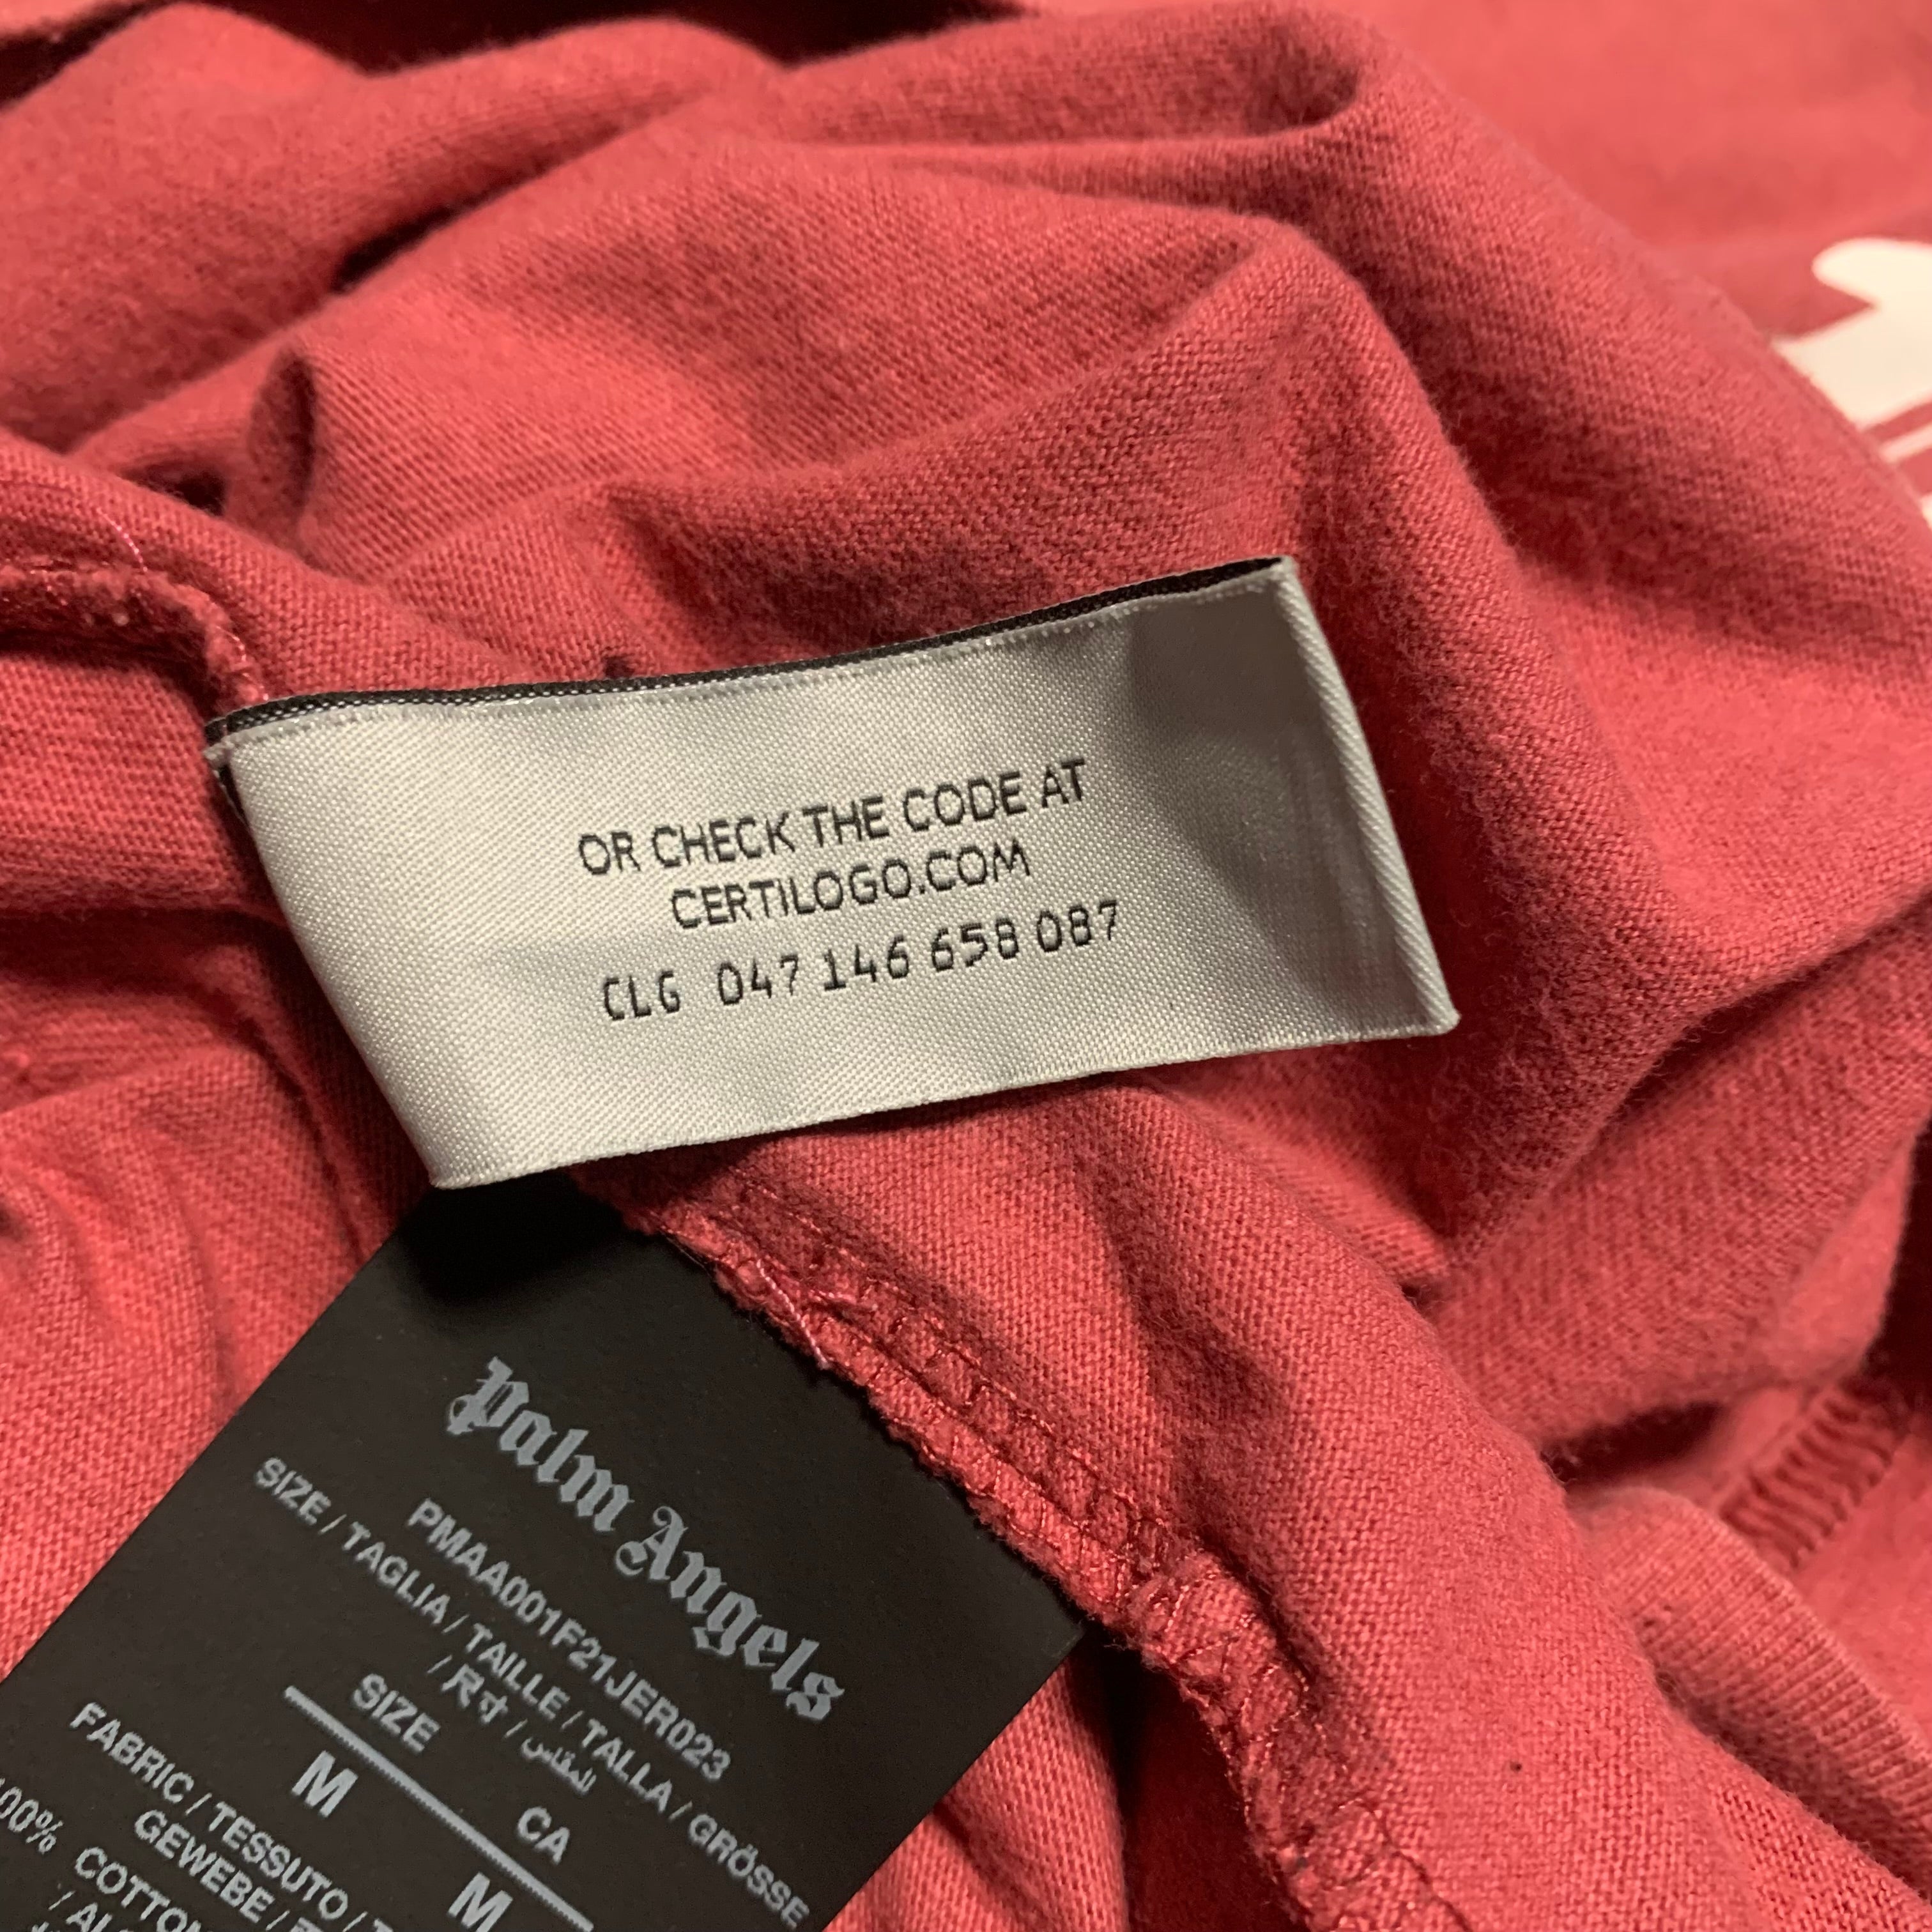 OR CHECK THE CODE AT
CERTILOGO.COM
CLG 047 146 658 087
Palm Angels
PMAA001F21JER023
SIZE / TAGLIA / TAILLE / TALLA / GRÖSSE
/ 尺寸 / المقاس
SIZE CA
M M
FABRIC / TESSUTO /
GEWEBE /
COTTON